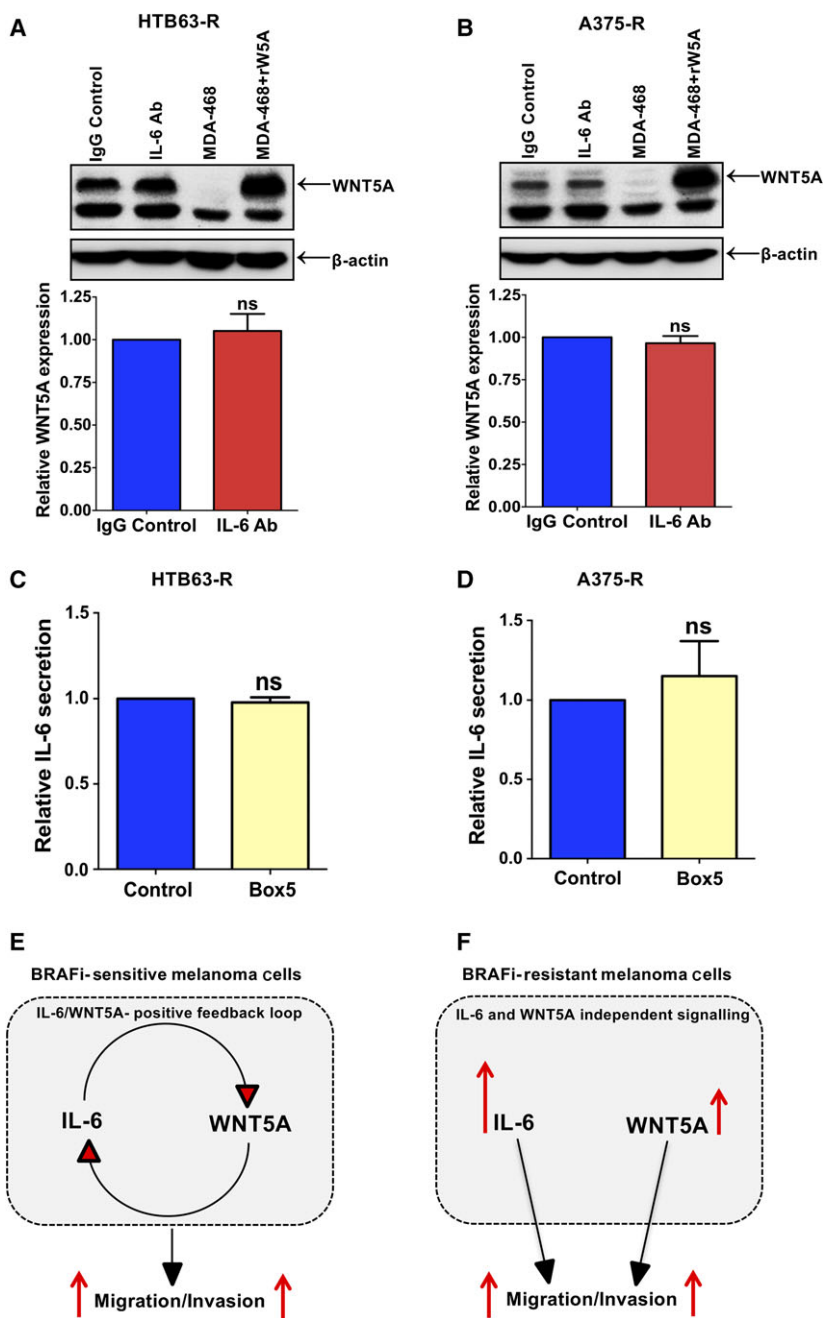 A
HTB63-R
IgG Control
IL-6 Ab
MDA-468
MDA-468+rW5A
WNT5A
β-actin
Relative WNT5A expression
1.25
1.00
0.75
0.50
0.25
0.00
ns
IgG Control
IL-6 Ab
B
A375-R
IgG Control
IL-6 Ab
MDA-468
MDA-468+rW5A
WNT5A
β-actin
Relative WNT5A expression
1.25
1.00
0.75
0.50
0.25
0.00
ns
IgG Control
IL-6 Ab
C
HTB63-R
Relative IL-6 secretion
1.5
1.0
0.5
0.0
ns
Control
Box5
D
A375-R
Relative IL-6 secretion
1.5
1.0
0.5
0.0
ns
Control
Box5
E
BRAFi-sensitive melanoma cells
IL-6/WNT5A- positive feedback loop
IL-6
WNT5A
Migration/Invasion
F
BRAFi-resistant melanoma cells
IL-6 and WNT5A independent signalling
IL-6
WNT5A
Migration/Invasion